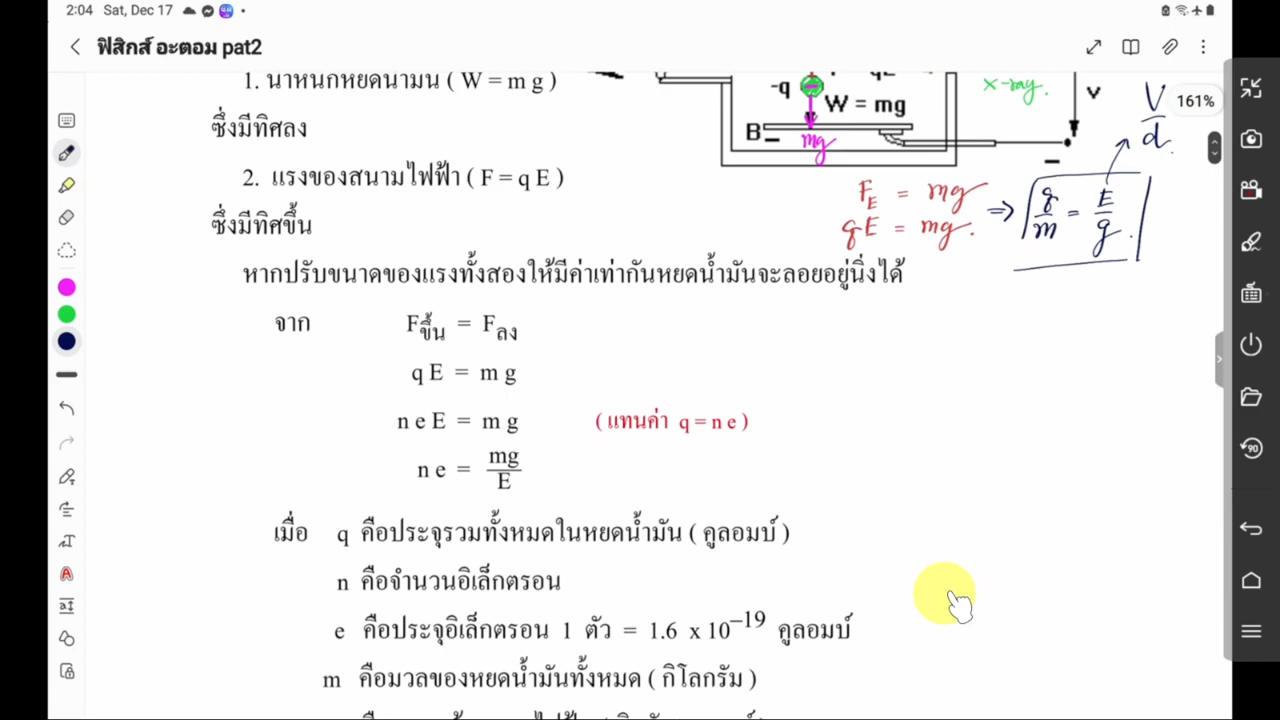 2:04 Sat, Dec 17
ฟิสิกส์ อะตอม pat2
161%
1. น้ำหนักหยดน้ำมัน ( W = m g )
-q
W = mg
x-ray.
v
V
d
B
mg
ซึ่งมีทิศลง
2. แรงของสนามไฟฟ้า ( F = q E )
ซึ่งมีทิศขึ้น
F_E = mg
qE = mg.
⇒ q/m = E/g.
หากปรับขนาดของแรงทั้งสองให้มีค่าเท่ากันหยดน้ำมันจะลอยอยู่นิ่งได้
จาก Fขึ้น = Fลง
q E = m g
n e E = m g ( แทนค่า q = n e )
n e = mg/E
เมื่อ q คือประจุรวมทั้งหมดในหยดน้ำมัน ( คูลอมบ์ )
n คือจำนวนอิเล็กตรอน
e คือประจุอิเล็กตรอน 1 ตัว = 1.6 x 10⁻¹⁹ คูลอมบ์
m คือมวลของหยดน้ำมันทั้งหมด ( กิโลกรัม )